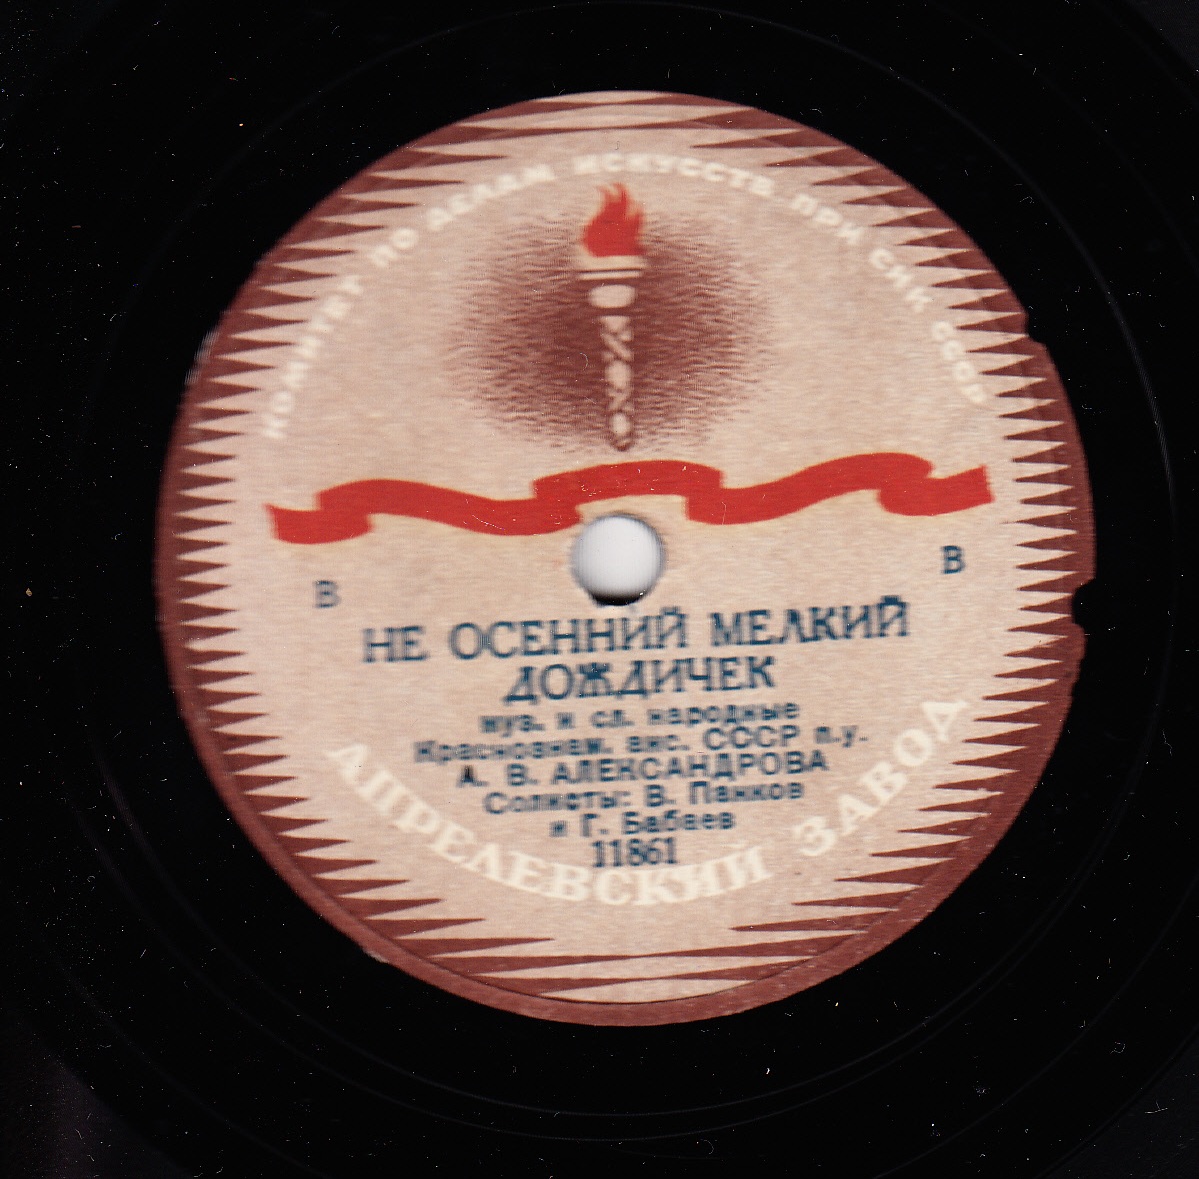 КОМИТЕТ ПО ДЕЛАМ ИСКУССТВ ПРИ СНК СССР
В В
НЕ ОСЕННИЙ МЕЛКИЙ
ДОЖДИЧЕК
муз. и сл. народные
Краснознам. анс. СССР п.у.
А. В. АЛЕКСАНДРОВА
Солисты: В. Панков
и Г. Бабаев
11861
АПРЕЛЕВСКИЙ ЗАВОД